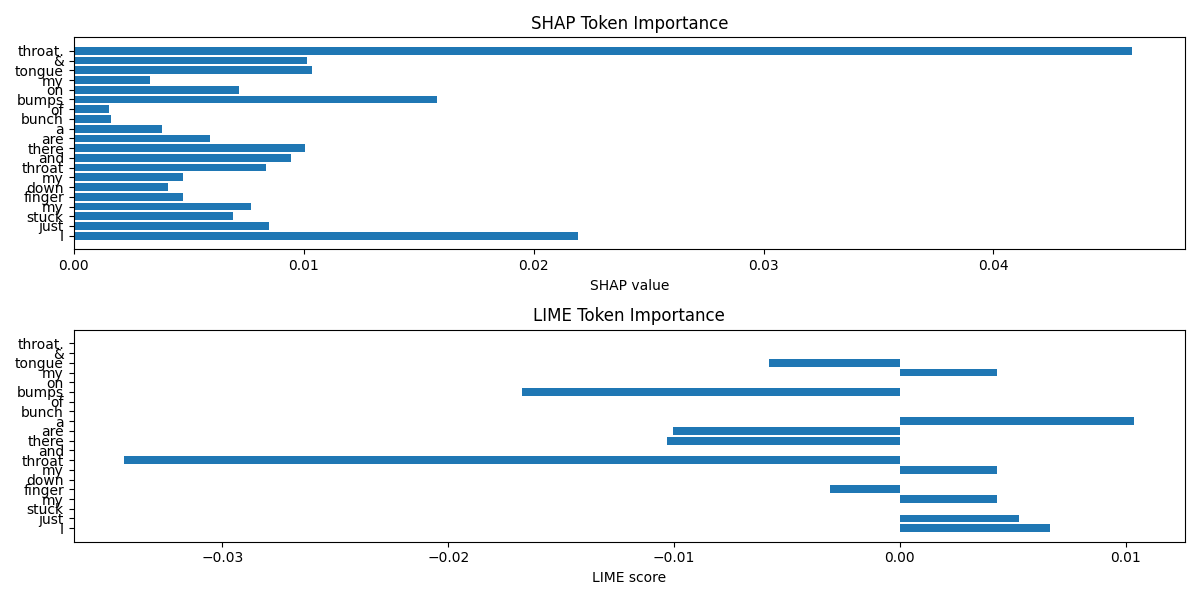 SHAP Token Importance
throat.
&
tongue
my
on
bumps
of
bunch
a
are
there
and
throat
my
down
finger
my
stuck
just
I
0.00 0.01 0.02 0.03 0.04
SHAP value
LIME Token Importance
throat.
&
tongue
my
on
bumps
of
bunch
a
are
there
and
throat
my
down
finger
my
stuck
just
I
−0.03 −0.02 −0.01 0.00 0.01
LIME score